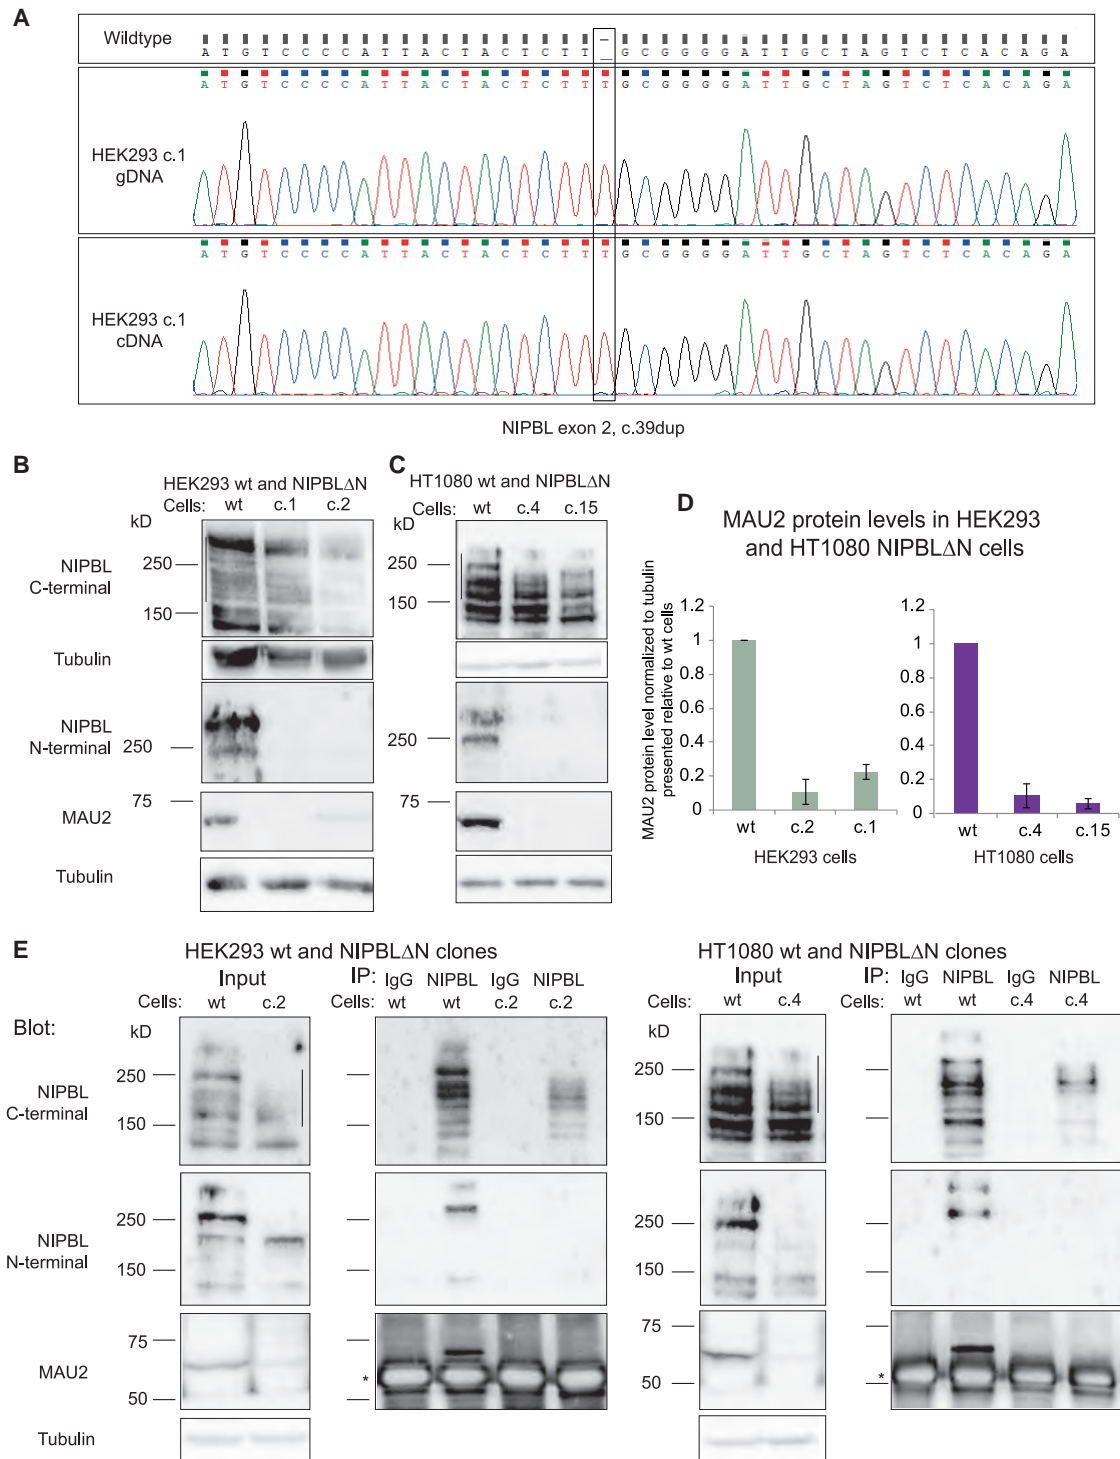 A
Wildtype
A T G T C C C C A T T A C T A C T C T T – G C G G G G A T T G C T A G T C T C A C A G A
A T G T C C C C A T T A C T A C T C T T T G C G G G G A T T G C T A G T C T C A C A G A
HEK293 c.1
gDNA
A T G T C C C C A T T A C T A C T C T T T G C G G G G A T T G C T A G T C T C A C A G A
HEK293 c.1
cDNA
NIPBL exon 2, c.39dup
B
HEK293 wt and NIPBLΔN
Cells: wt c.1 c.2
kD
NIPBL
C-terminal
250
150
Tubulin
NIPBL
N-terminal
250
MAU2
75
Tubulin
C
HT1080 wt and NIPBLΔN
Cells: wt c.4 c.15
kD
250
150
250
75
D
MAU2 protein levels in HEK293
and HT1080 NIPBLΔN cells
MAU2 protein level normalized to tubulin
presented relative to wt cells
1.2
1
0.8
0.6
0.4
0.2
0
wt c.2 c.1
HEK293 cells
1.2
1
0.8
0.6
0.4
0.2
0
wt c.4 c.15
HT1080 cells
E
HEK293 wt and NIPBLΔN clones
Input
IP: IgG NIPBL IgG NIPBL
Cells: wt c.2
Cells: wt wt c.2 c.2
Blot:
kD
NIPBL
C-terminal
250
150
NIPBL
N-terminal
250
150
MAU2
75
50
*
Tubulin
HT1080 wt and NIPBLΔN clones
Input
IP: IgG NIPBL IgG NIPBL
Cells: wt c.4
Cells: wt wt c.4 c.4
kD
250
150
250
150
75
50
*